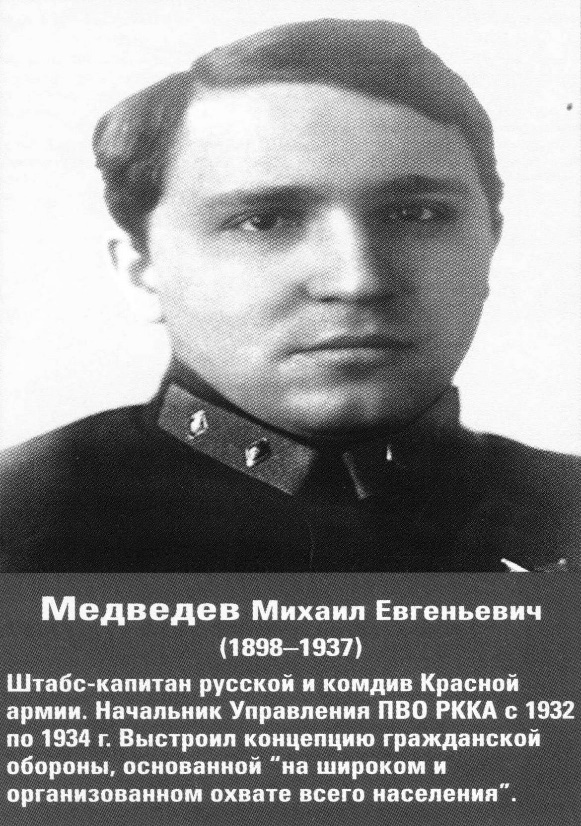 Медведев Михаил Евгеньевич
(1898–1937)
Штабс-капитан русской и комдив Красной
армии. Начальник Управления ПВО РККА с 1932
по 1934 г. Выстроил концепцию гражданской
обороны, основанной “на широком и
организованном охвате всего населения”.